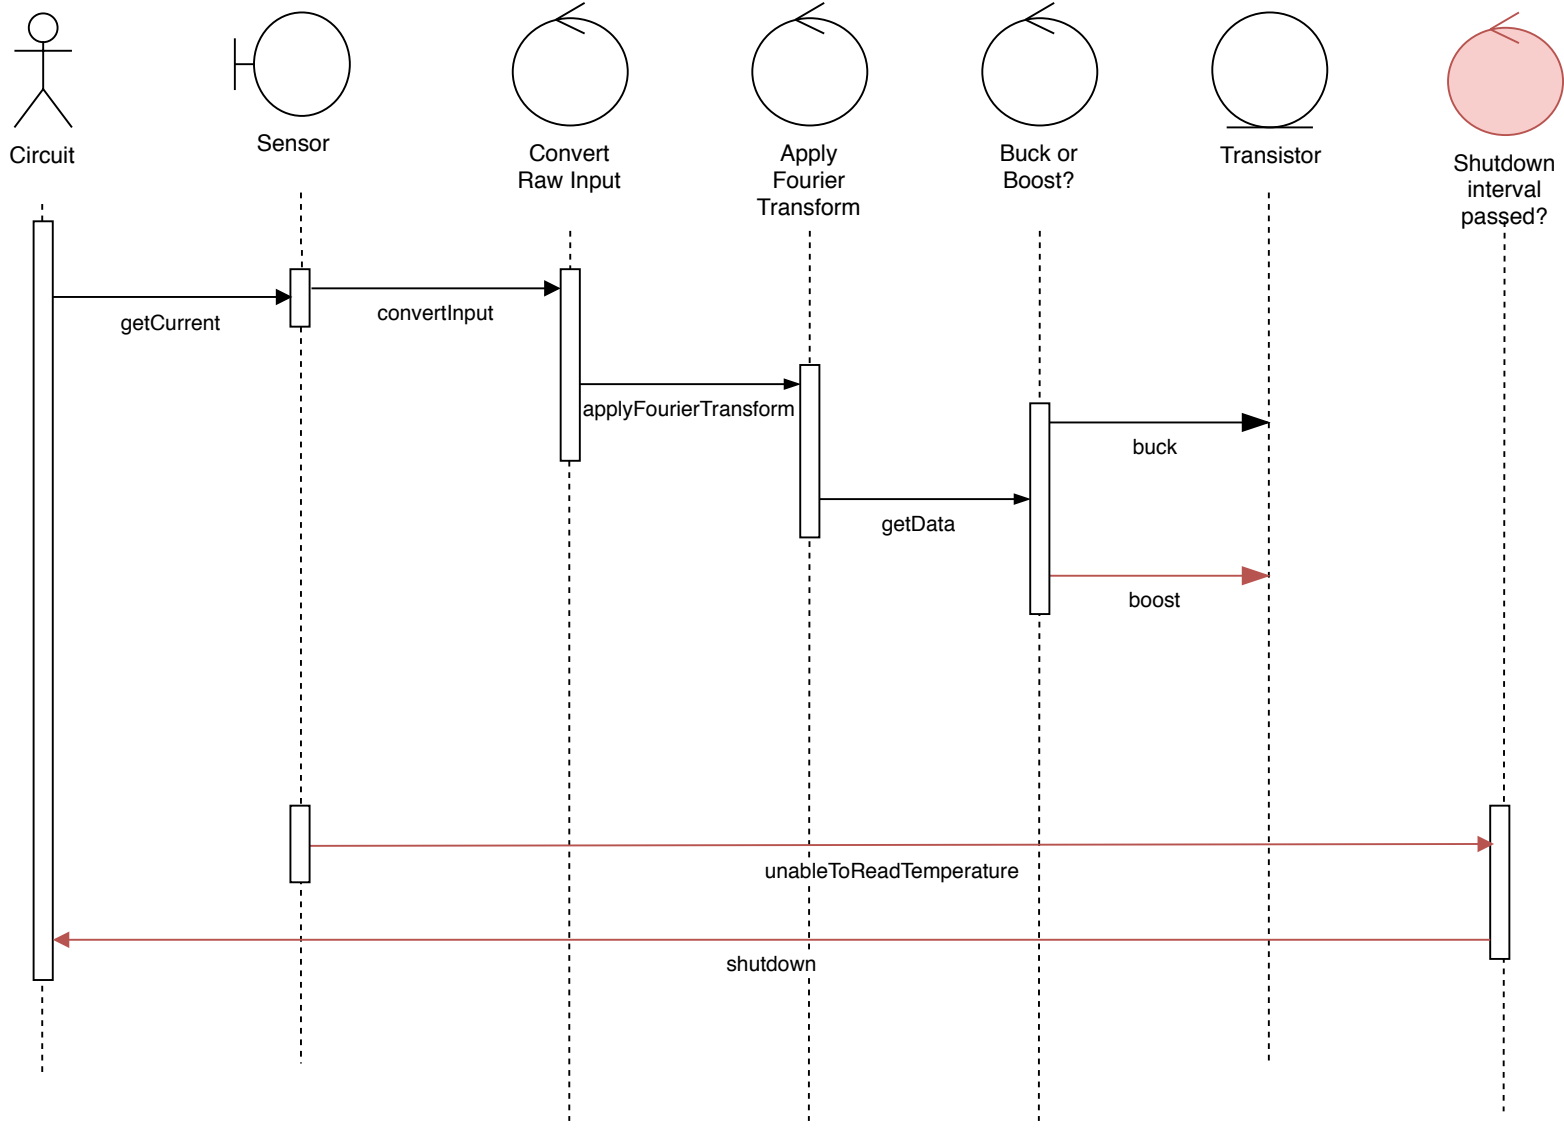 Circuit
Sensor
Convert
Raw Input
Apply
Fourier
Transform
Buck or
Boost?
Transistor
Shutdown
interval
passed?
getCurrent
convertInput
applyFourierTransform
buck
getData
boost
unableToReadTemperature
shutdown